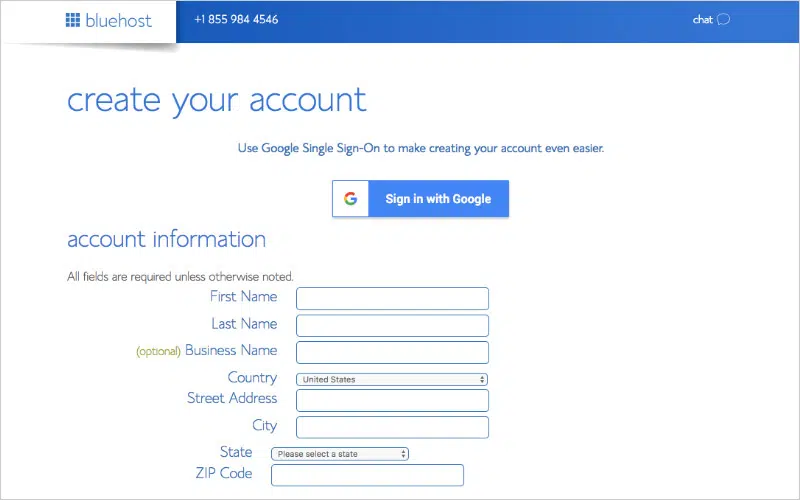 bluehost
+1 855 984 4546
chat
create your account
Use Google Single Sign-On to make creating your account even easier.
Sign in with Google
account information
All fields are required unless otherwise noted.
First Name
Last Name
(optional) Business Name
Country United States
Street Address
City
State Please select a state
ZIP Code